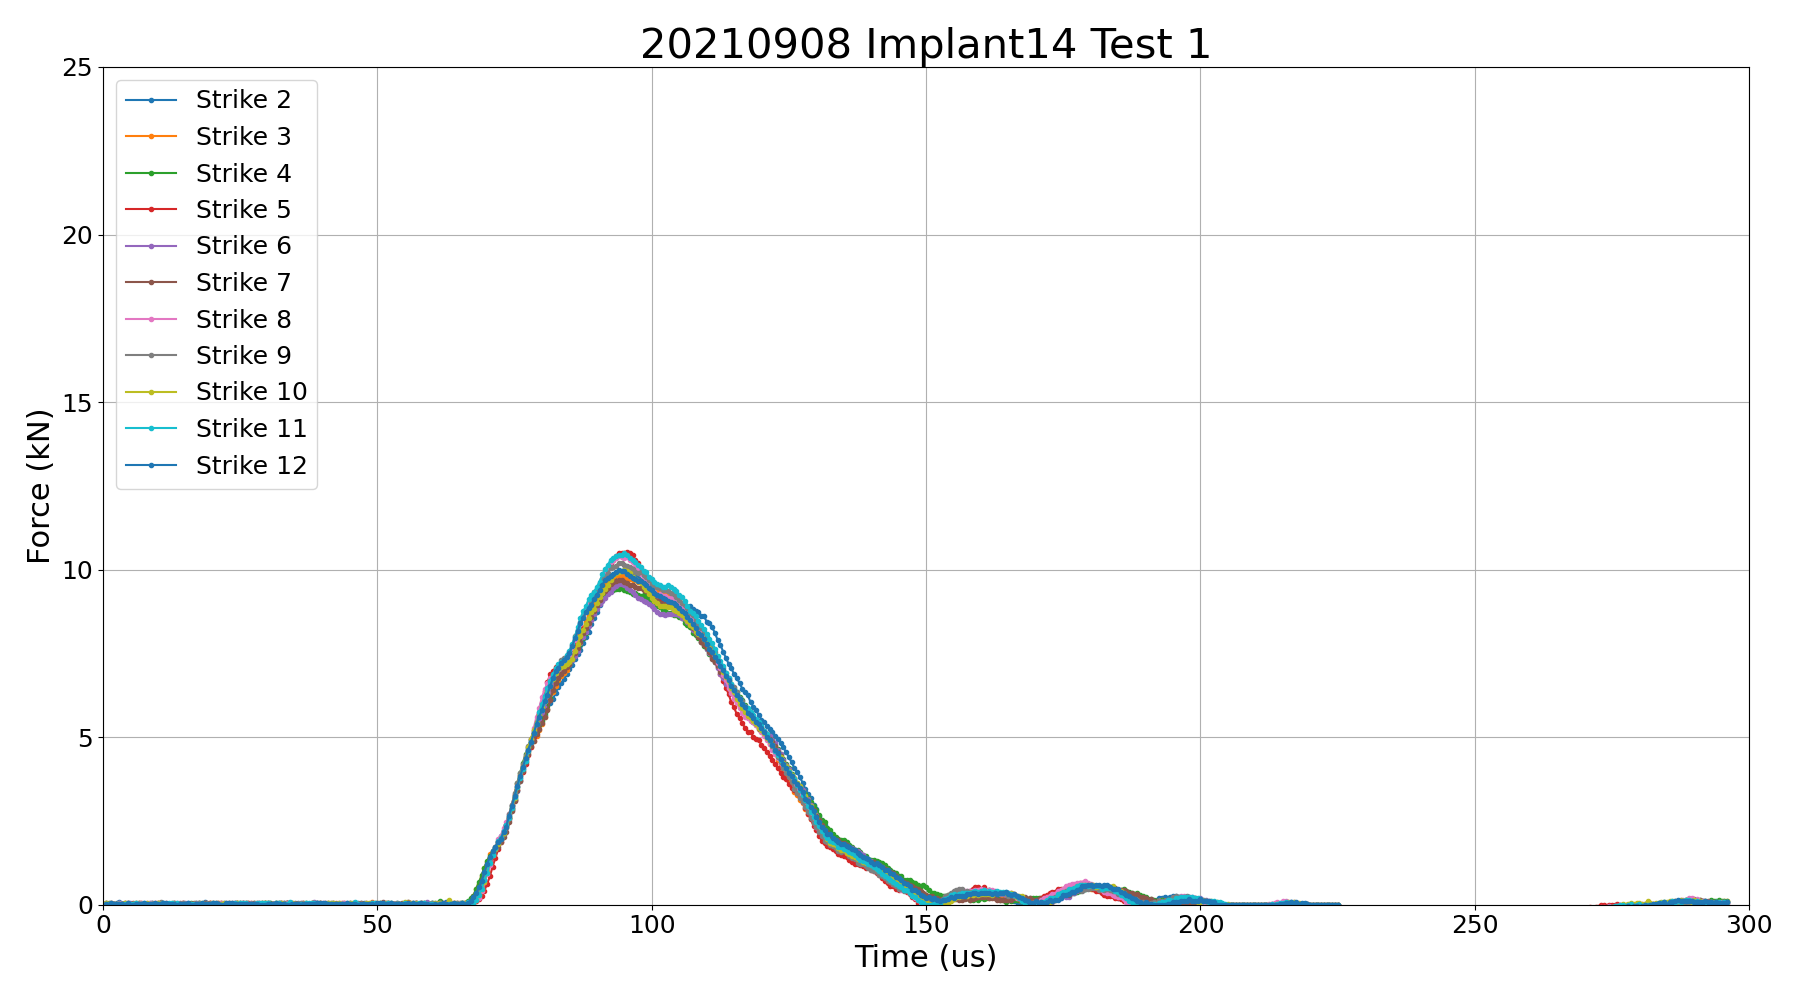 20210908 Implant14 Test 1
25
20
15
10
5
0
Force (kN)
Strike 2
Strike 3
Strike 4
Strike 5
Strike 6
Strike 7
Strike 8
Strike 9
Strike 10
Strike 11
Strike 12
0 50 100 150 200 250 300
Time (us)